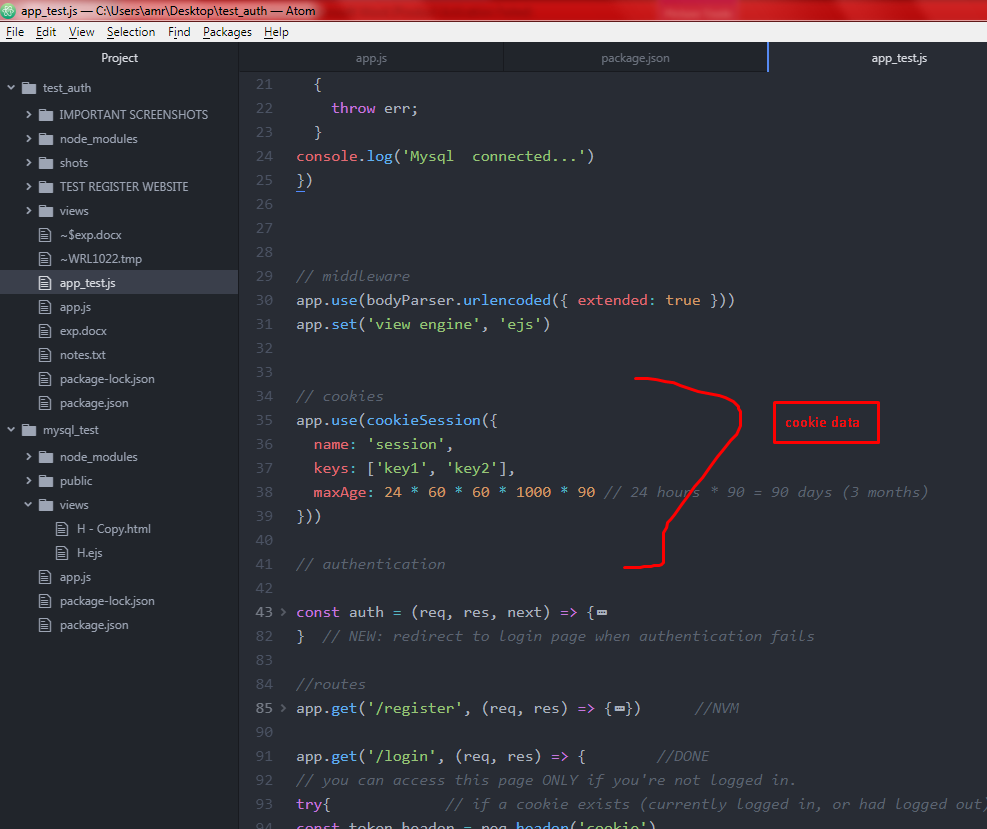 app_test.js — C:\Users\amr\Desktop\test_auth — Atom
File Edit View Selection Find Packages Help
Project
test_auth
IMPORTANT SCREENSHOTS
node_modules
shots
TEST REGISTER WEBSITE
views
~$exp.docx
~WRL1022.tmp
app_test.js
app.js
exp.docx
notes.txt
package-lock.json
package.json
mysql_test
node_modules
public
views
H - Copy.html
H.ejs
app.js
package-lock.json
package.json
app.js package.json app_test.js
21 {
22 throw err;
23 }
24 console.log('Mysql  connected...')
25 })
26
27
28
29 // middleware
30 app.use(bodyParser.urlencoded({ extended: true }))
31 app.set('view engine', 'ejs')
32
33
34 // cookies
35 app.use(cookieSession({
36 name: 'session',
37 keys: ['key1', 'key2'],
38 maxAge: 24 * 60 * 60 * 1000 * 90 // 24 hours * 90 = 90 days (3 months)
39 }))
40
41 // authentication
42
43 const auth = (req, res, next) => {
82 }  // NEW: redirect to login page when authentication fails
83
84 //routes
85 app.get('/register', (req, res) => {}) //NVM
90
91 app.get('/login', (req, res) => { //DONE
92 // you can access this page ONLY if you're not logged in.
93 try{ // if a cookie exists (currently logged in, or had logged out)
94 const token_header = req.header('cookie')
cookie data